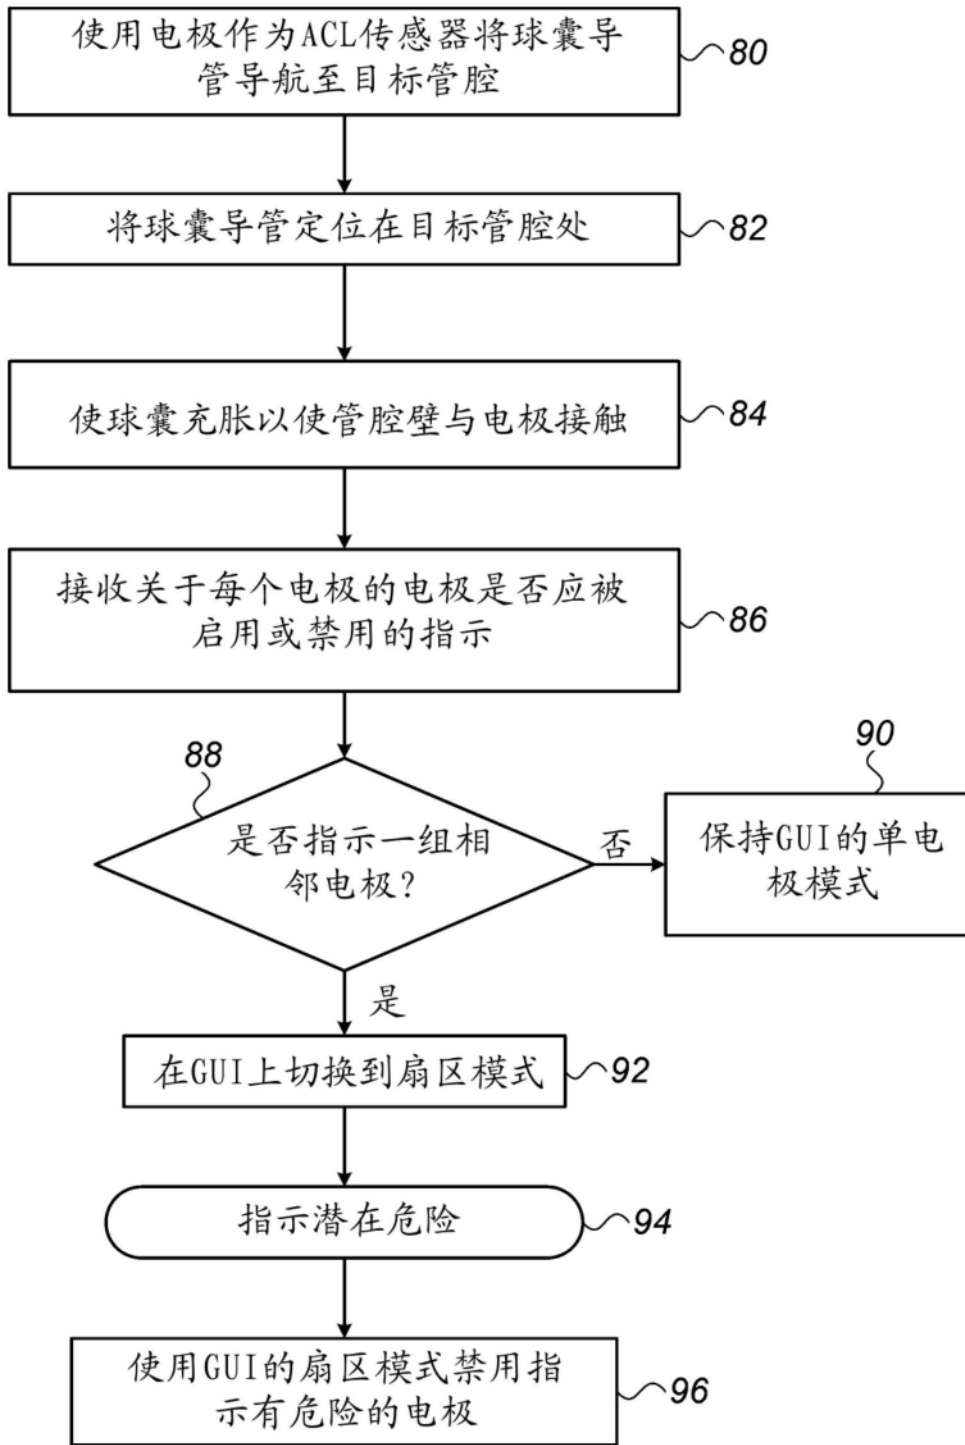 使用电极作为ACL传感器将球囊导
管导航至目标管腔
80
将球囊导管定位在目标管腔处
82
使球囊充胀以使管腔壁与电极接触
84
接收关于每个电极的电极是否应被
启用或禁用的指示
86
88
是否指示一组相
邻电极?
否
90
保持GUI的单电
极模式
是
在GUI上切换到扇区模式
92
指示潜在危险
94
使用GUI的扇区模式禁用指
示有危险的电极
96